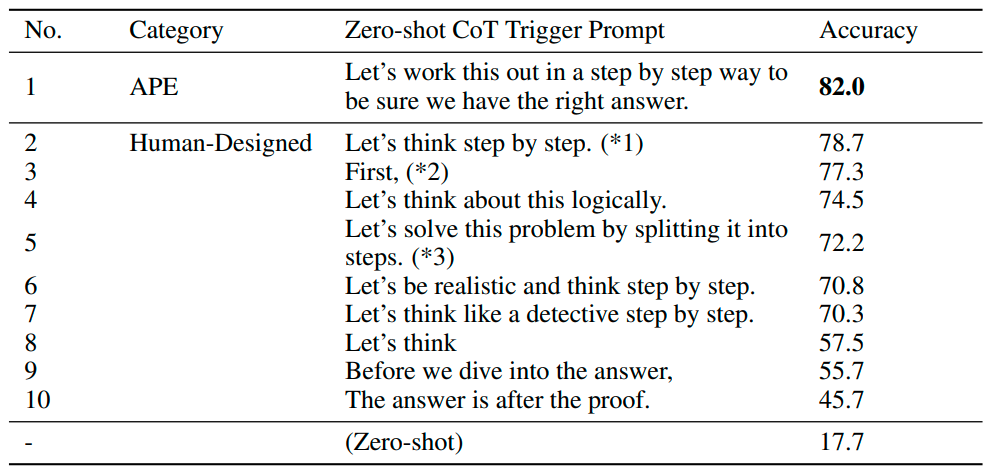 No. Category Zero-shot CoT Trigger Prompt Accuracy
1 APE Let's work this out in a step by step way to
be sure we have the right answer. 82.0
2 Human-Designed Let's think step by step. (*1) 78.7
3 First, (*2) 77.3
4 Let's think about this logically. 74.5
5 Let's solve this problem by splitting it into
steps. (*3) 72.2
6 Let's be realistic and think step by step. 70.8
7 Let's think like a detective step by step. 70.3
8 Let's think 57.5
9 Before we dive into the answer, 55.7
10 The answer is after the proof. 45.7
- (Zero-shot) 17.7